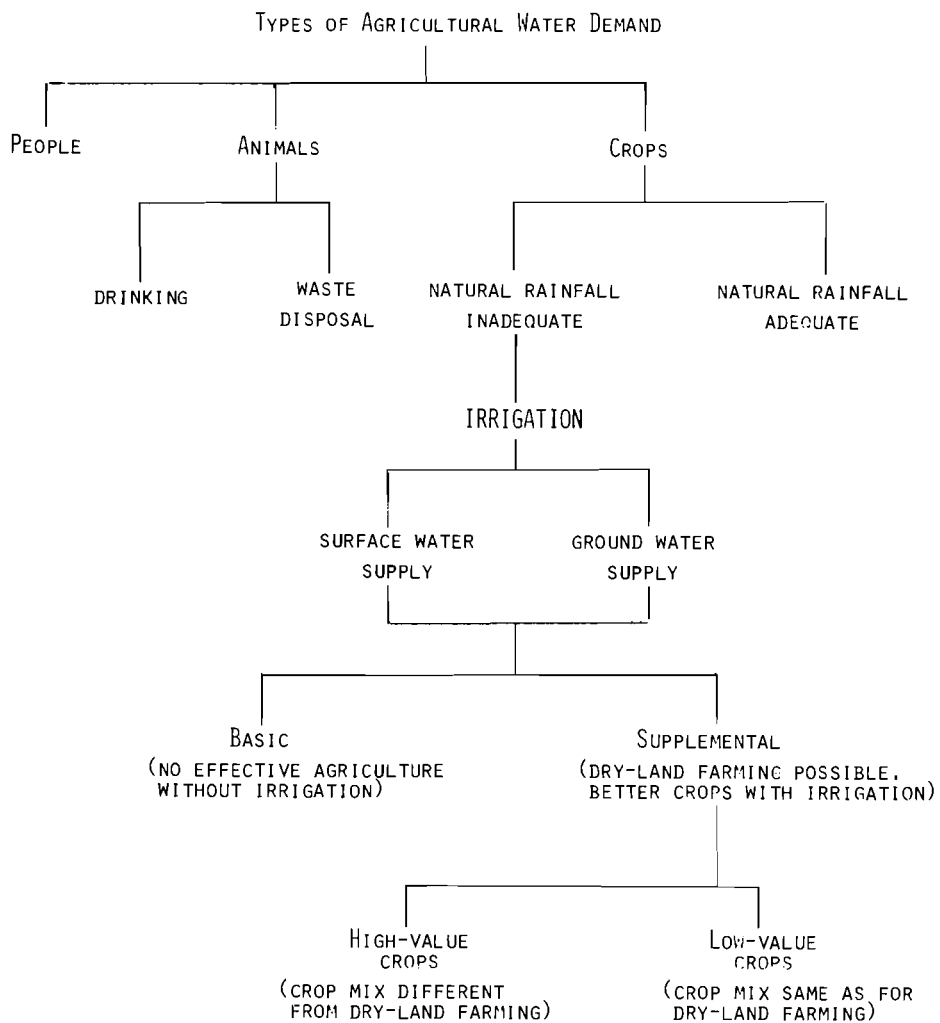 TYPES OF AGRICULTURAL WATER DEMAND
PEOPLE
ANIMALS
CROPS
DRINKING
WASTE
DISPOSAL
NATURAL RAINFALL
INADEQUATE
NATURAL RAINFALL
ADEQUATE
IRRIGATION
SURFACE WATER
SUPPLY
GROUND WATER
SUPPLY
BASIC
(NO EFFECTIVE AGRICULTURE
WITHOUT IRRIGATION)
SUPPLEMENTAL
(DRY-LAND FARMING POSSIBLE.
BETTER CROPS WITH IRRIGATION)
HIGH-VALUE
CROPS
(CROP MIX DIFFERENT
FROM DRY-LAND FARMING)
LOW-VALUE
CROPS
(CROP MIX SAME AS FOR
DRY-LAND FARMING)